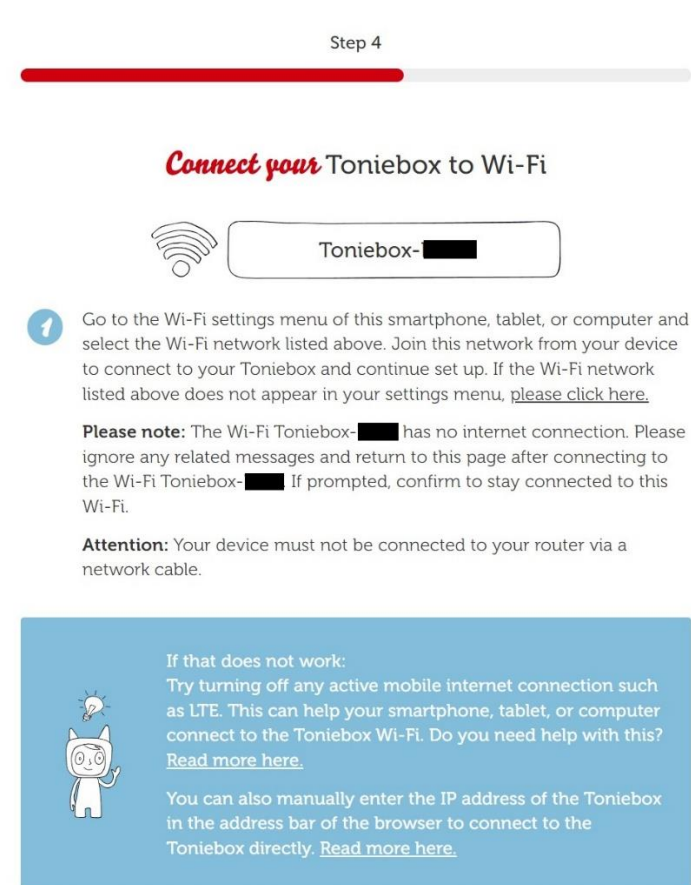 Step 4
Connect your Toniebox to Wi-Fi
Toniebox-
1
Go to the Wi-Fi settings menu of this smartphone, tablet, or computer and
select the Wi-Fi network listed above. Join this network from your device
to connect to your Toniebox and continue set up. If the Wi-Fi network
listed above does not appear in your settings menu, please click here.
Please note: The Wi-Fi Toniebox- has no internet connection. Please
ignore any related messages and return to this page after connecting to
the Wi-Fi Toniebox- . If prompted, confirm to stay connected to this
Wi-Fi.
Attention: Your device must not be connected to your router via a
network cable.
If that does not work:
Try turning off any active mobile internet connection such
as LTE. This can help your smartphone, tablet, or computer
connect to the Toniebox Wi-Fi. Do you need help with this?
Read more here.
You can also manually enter the IP address of the Toniebox
in the address bar of the browser to connect to the
Toniebox directly. Read more here.